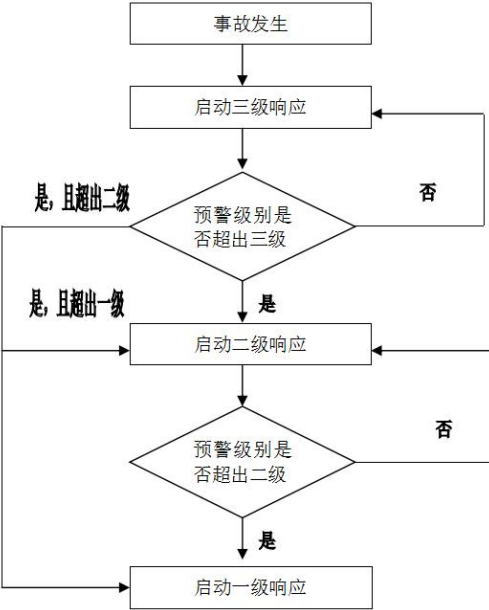 事故发生
启动三级响应
是，且超出二级
否
预警级别是
否超出三级
是，且超出一级
是
启动二级响应
预警级别是
否超出二级
否
是
启动一级响应